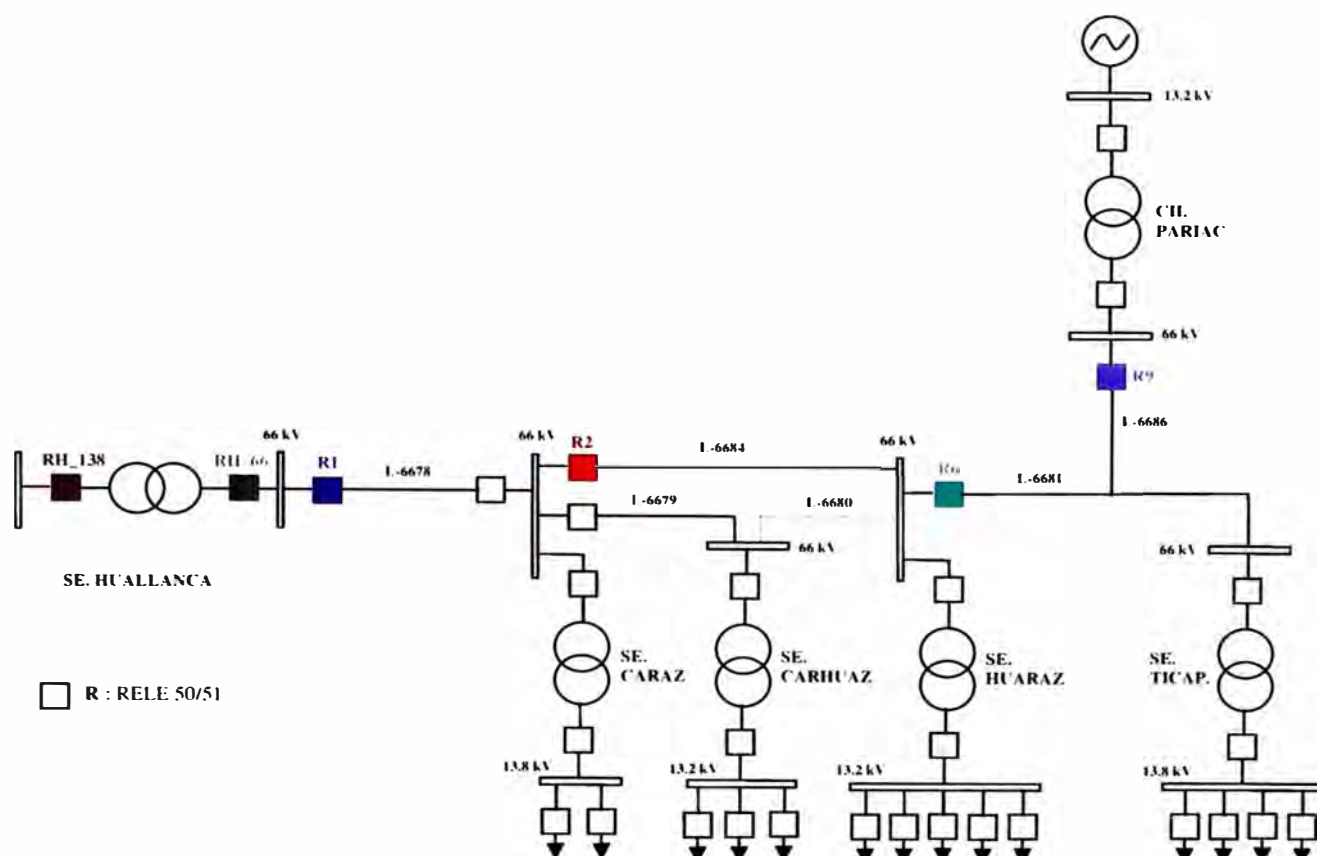 13.2 kV
CH.
PARIAC
66 kV
R9
L-6686
66 kV
RH_138
RH_66
R1
L-6678
66 kV
R2
L-6684
66 kV
R6
L-6681
L-6679
L-6680
66 kV
66 kV
SE. HUALLANCA
SE.
CARAZ
SE.
CARHUAZ
SE.
HUARAZ
SE.
TICAP.
R : RELE 50/51
13.8 kV
13.2 kV
13.2 kV
13.8 kV